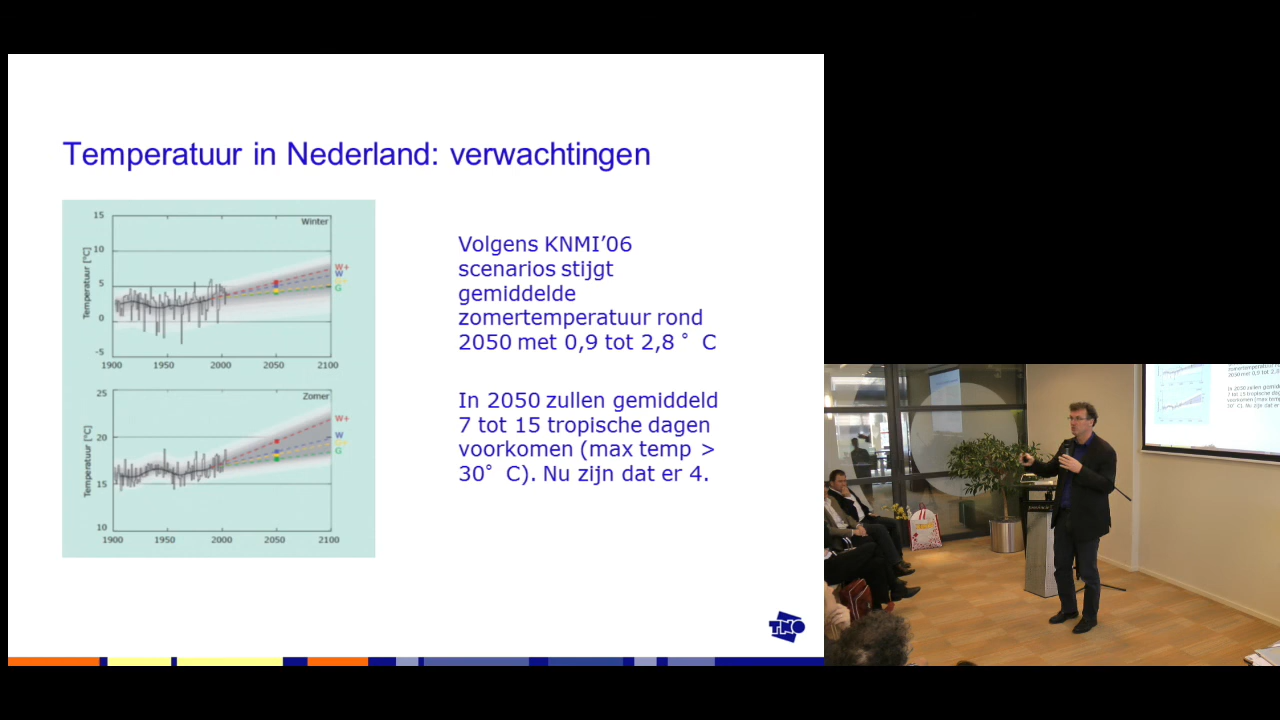 Temperatuur in Nederland: verwachtingen
15
Winter
10
5
0
-5
Temperatuur [°C]
W+
W
G
1900
1950
2000
2050
2100
25
Zomer
20
15
10
Temperatuur [°C]
W+
W
G
1900
1950
2000
2050
2100
Volgens KNMI’06
scenarios stijgt
gemiddelde
zomertemperatuur rond
2050 met 0,9 tot 2,8 ° C
In 2050 zullen gemiddeld
7 tot 15 tropische dagen
voorkomen (max temp >
30° C). Nu zijn dat er 4.
TNO